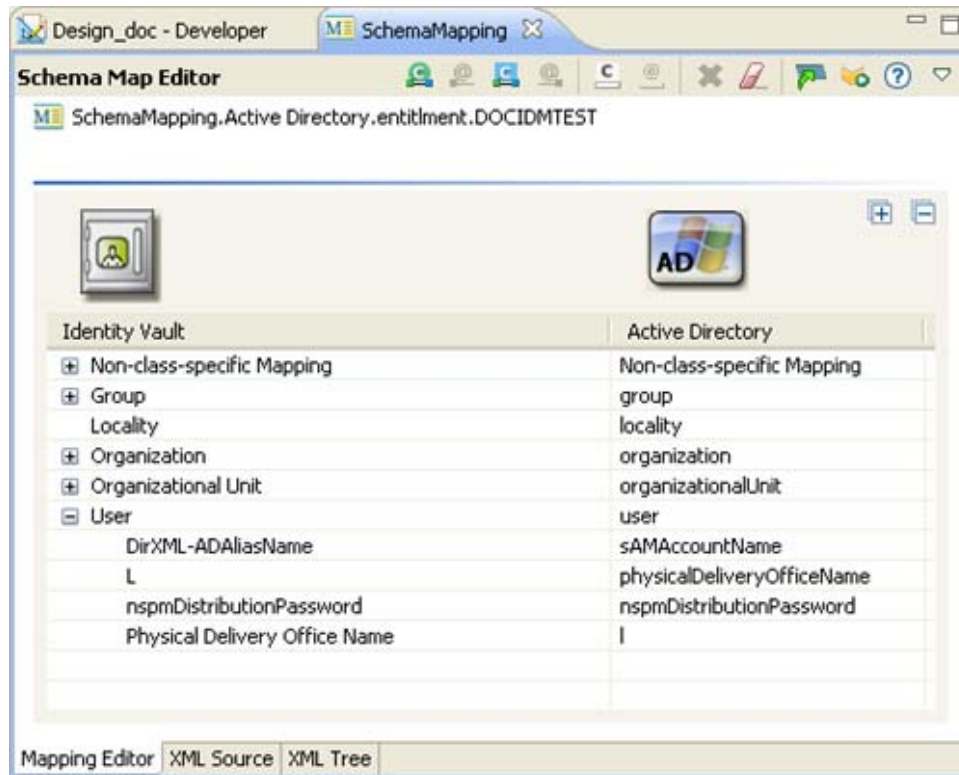 Design_doc - Developer SchemaMapping
Schema Map Editor
SchemaMapping.Active Directory.entitlment.DOCIDMTEST
AD
Identity Vault Active Directory
Non-class-specific Mapping Non-class-specific Mapping
Group group
Locality locality
Organization organization
Organizational Unit organizationalUnit
User user
DirXML-ADAliasName sAMAccountName
L physicalDeliveryOfficeName
nspmDistributionPassword nspmDistributionPassword
Physical Delivery Office Name l
Mapping Editor XML Source XML Tree